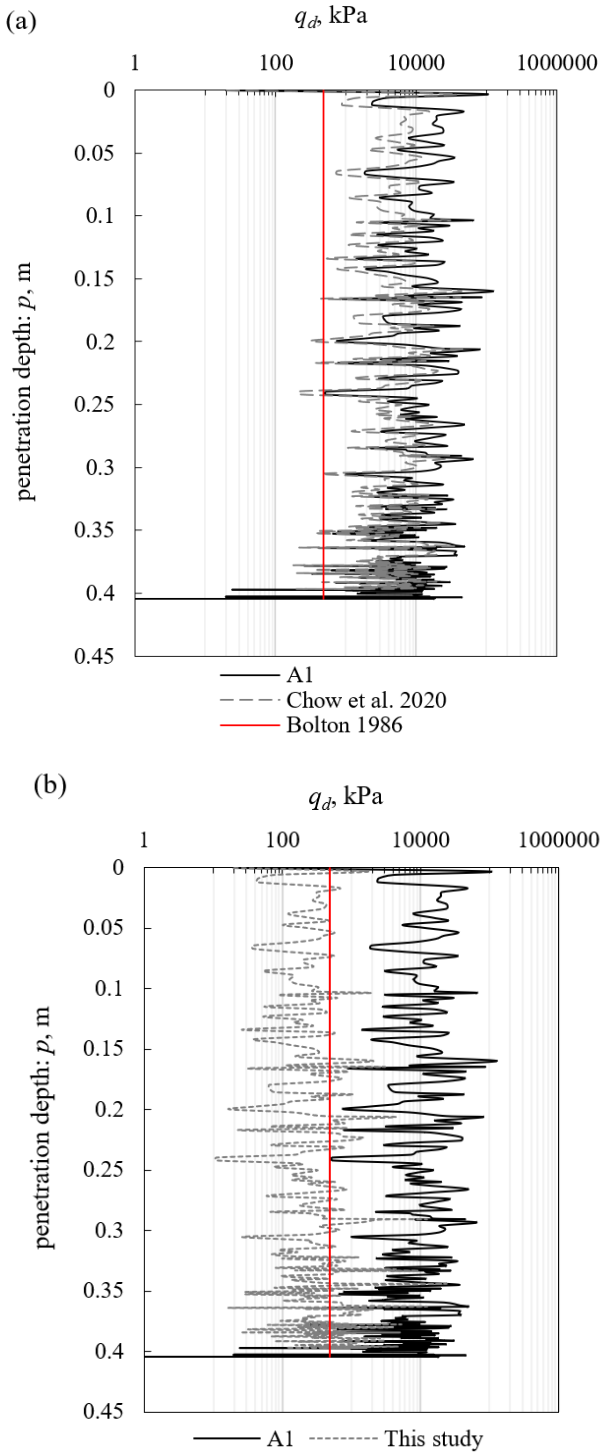 (a)
q_d, kPa
1 100 10000 1000000
0
0.05
0.1
0.15
0.2
0.25
0.3
0.35
0.4
0.45
penetration depth: p, m
A1
Chow et al. 2020
Bolton 1986
(b)
q_d, kPa
1 100 10000 1000000
0
0.05
0.1
0.15
0.2
0.25
0.3
0.35
0.4
0.45
penetration depth: p, m
A1 This study